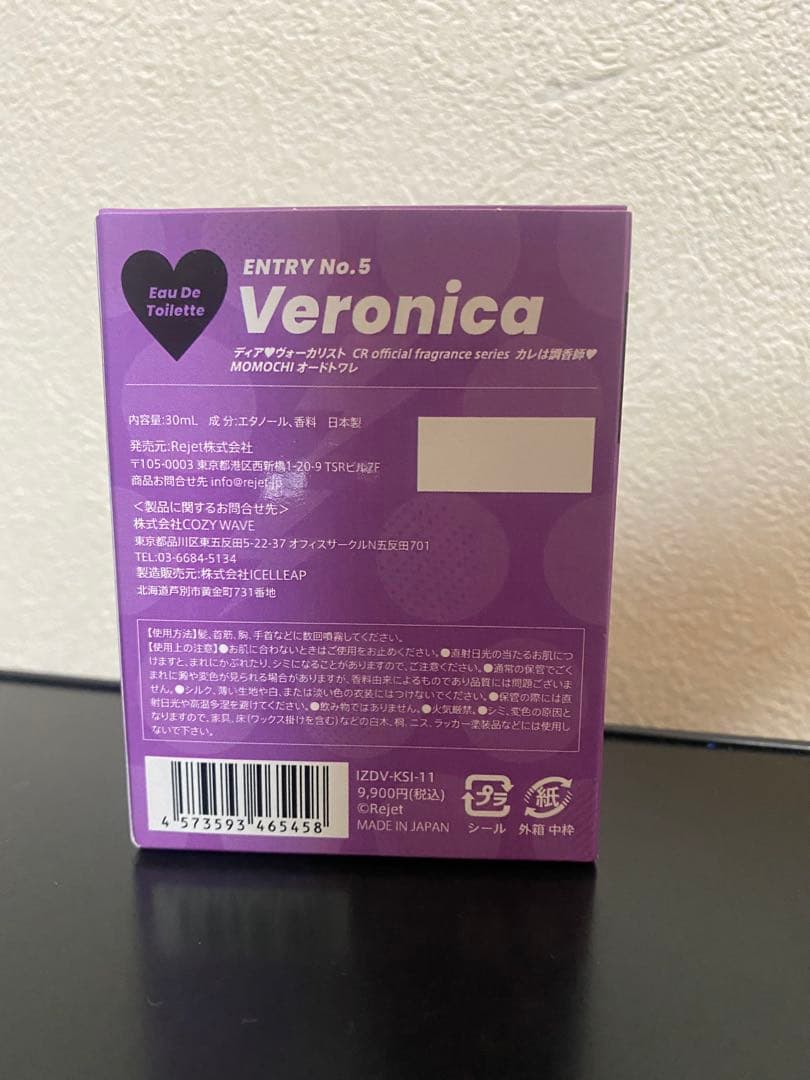 Eau De
Toilette
ENTRY No.5
Veronica
ディア♥ヴォーカリスト CR official fragrance series カレは調香師♥
MOMOCHI オードトワレ
内容量:30mL 成 分:エタノール、香料 日本製
発売元:Rejet株式会社
〒105-0003 東京都港区西新橋1-20-9 TSRビル7F
商品お問合せ先 info@rejet.jp
<製品に関するお問合せ先>
株式会社COZY WAVE
東京都品川区東五反田5-22-37 オフィスサークルN五反田701
TEL:03-6684-5134
製造販売元:株式会社ICELLEAP
北海道芦別市黄金町731番地
【使用方法】髪、首筋、胸、手首などに数回噴霧してください。
【使用上の注意】●お肌に合わないときはご使用をお止めください。●直射日光の当たるお肌につ
けますと、まれにかぶれたり、シミになることがありますので、ご注意ください。●通常の保管でごく
まれに澱や変色が見られる場合がありますが、香料由来によるものであり品質には問題ございま
せん。●シルク、薄い生地や白、または淡い色の衣装にはつけないでください。●保管の際には直
射日光や高温多湿を避けてください。●飲み物ではありません。●火気厳禁。●シミ、変色の原因と
なりますので、家具、床(ワックス掛けを含む)などの白木、桐、ニス、ラッカー塗装品などには使用し
ないで下さい。
4 573593 465458
IZDV-KSI-11
9,900円(税込)
©Rejet
MADE IN JAPAN
プラ
シール
紙
外箱 中枠